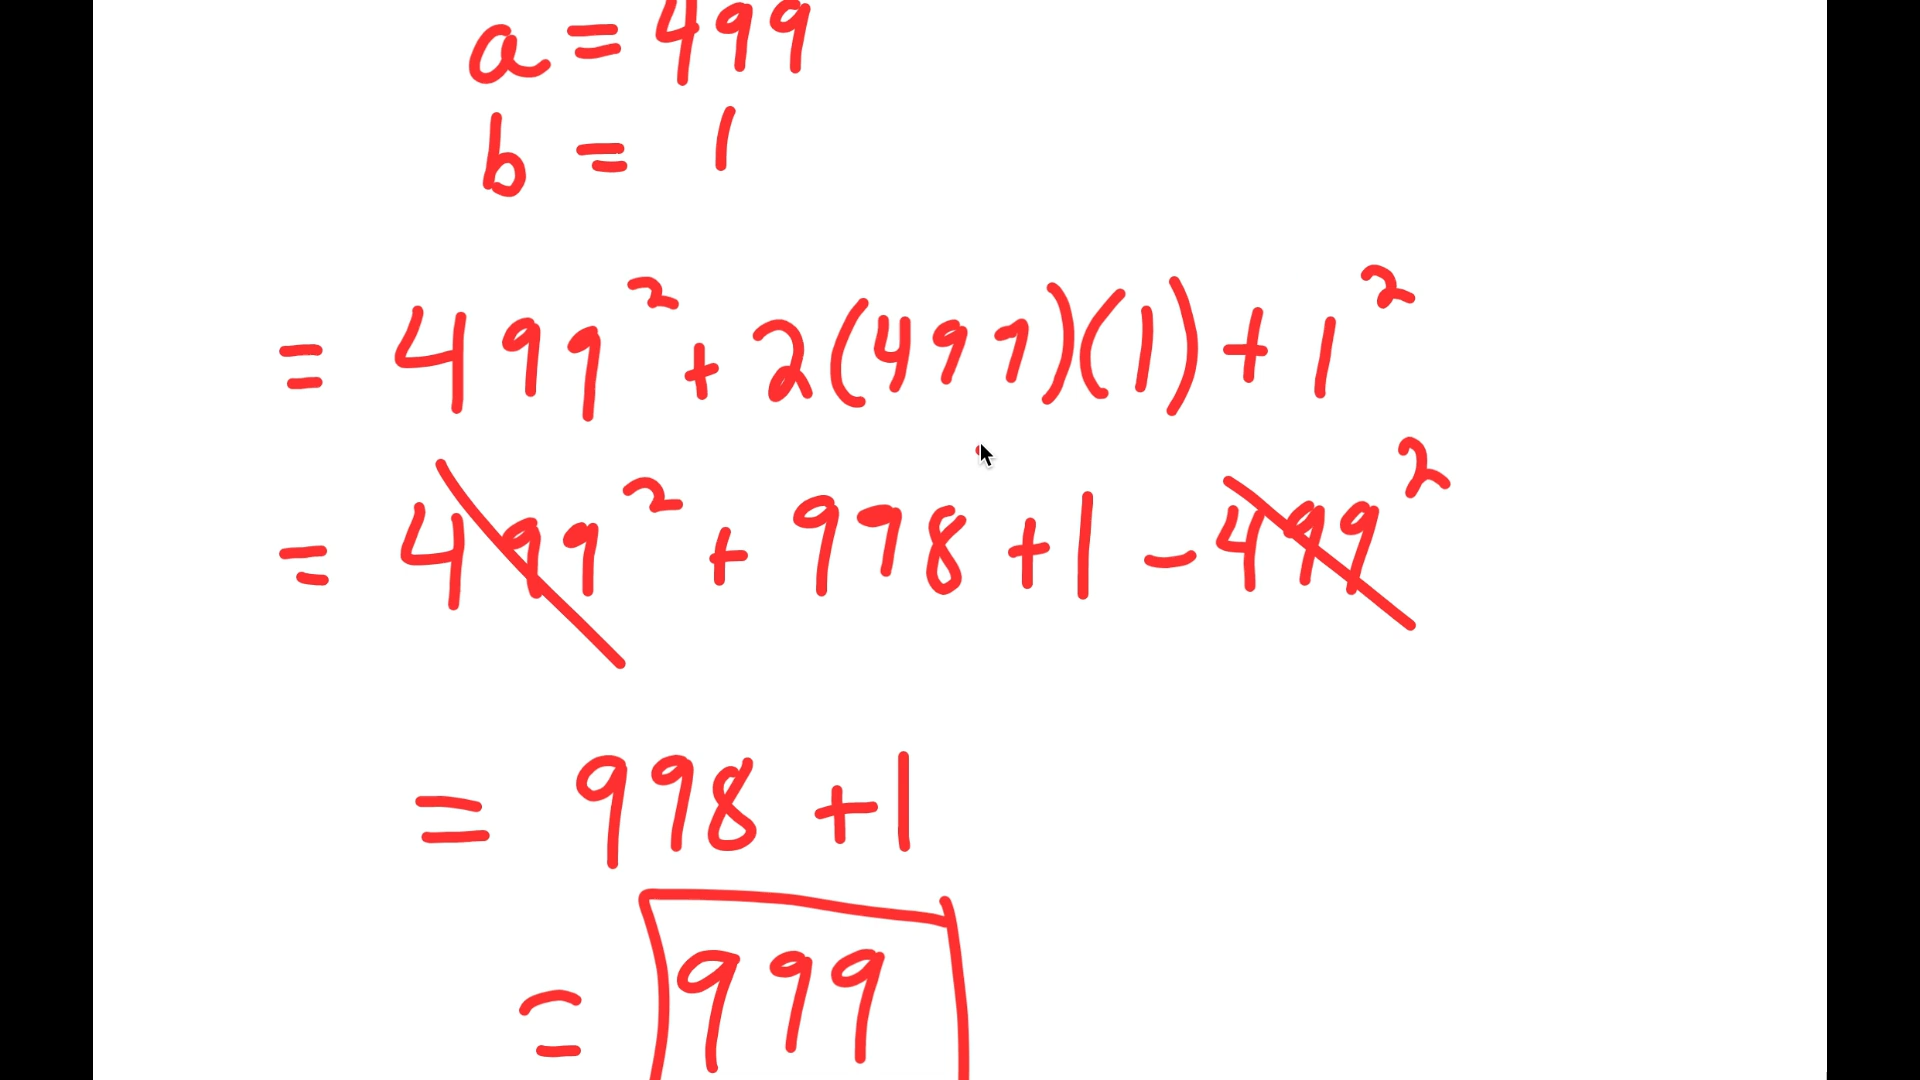 a = 499
b = 1
= 499² + 2(499)(1) + 1²
= 499² + 998 + 1 - 499²
= 998 + 1
= 999